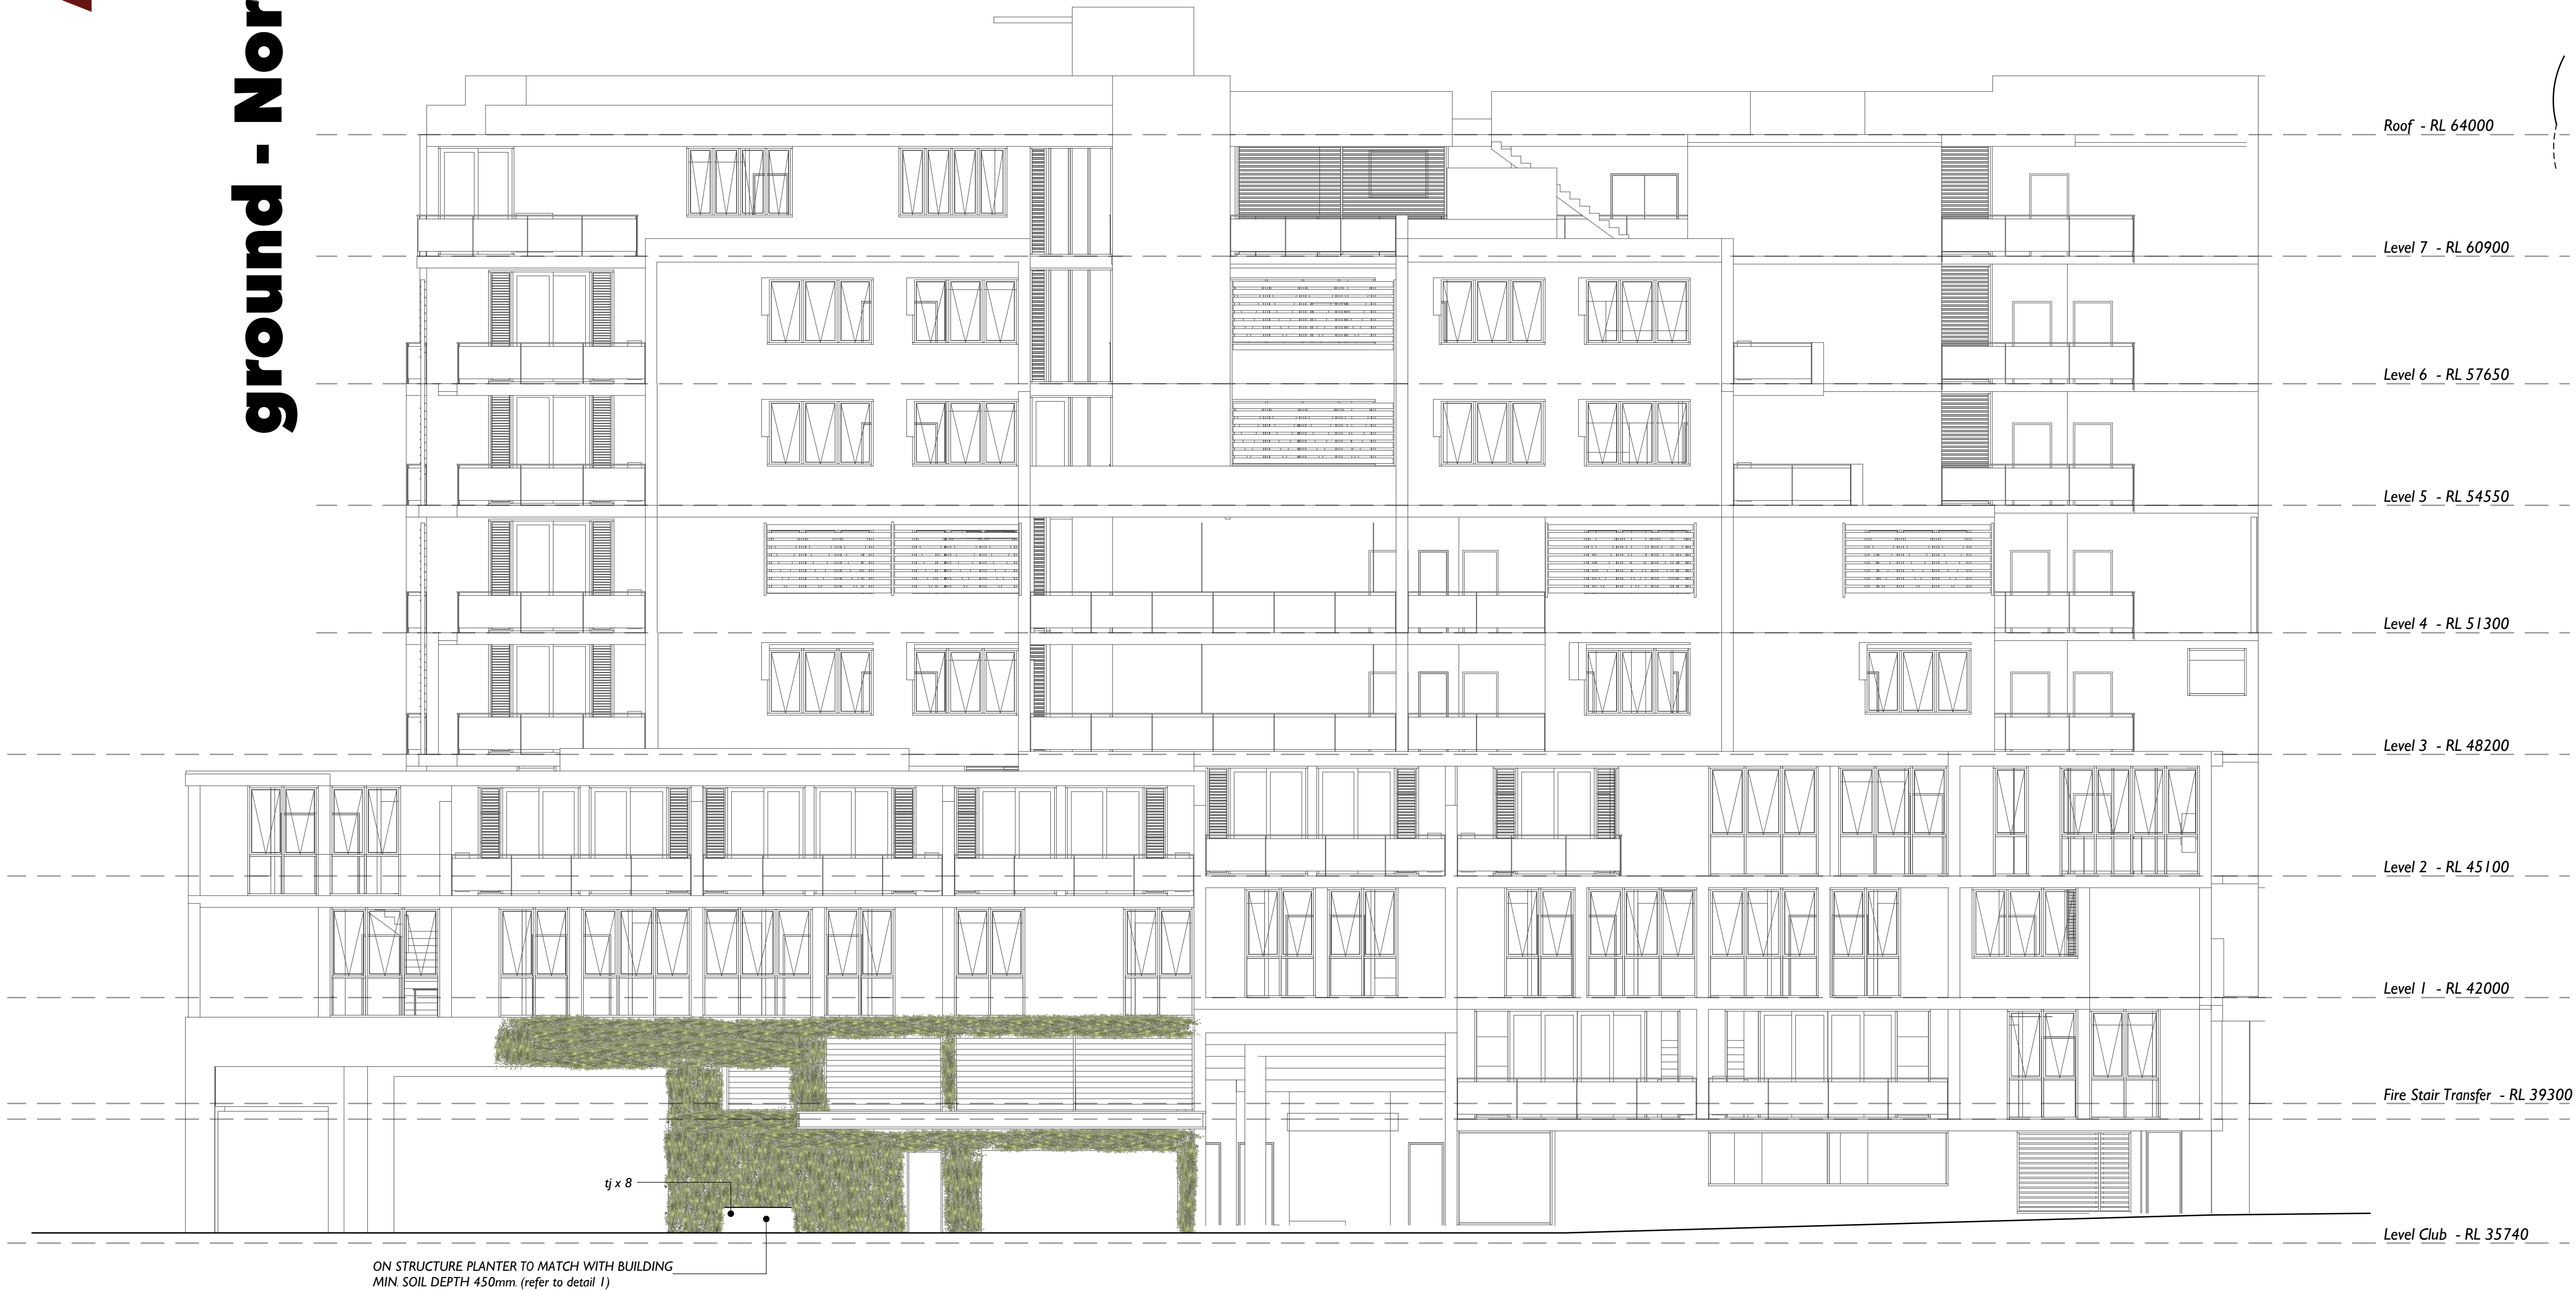 ground - Nor
Roof - RL 64000
Level 7 - RL 60900
Level 6 - RL 57650
Level 5 - RL 54550
Level 4 - RL 51300
Level 3 - RL 48200
Level 2 - RL 45100
Level 1 - RL 42000
Fire Stair Transfer - RL 39300
tj x 8
Level Club - RL 35740
ON STRUCTURE PLANTER TO MATCH WITH BUILDING
MIN. SOIL DEPTH 450mm. (refer to detail 1)